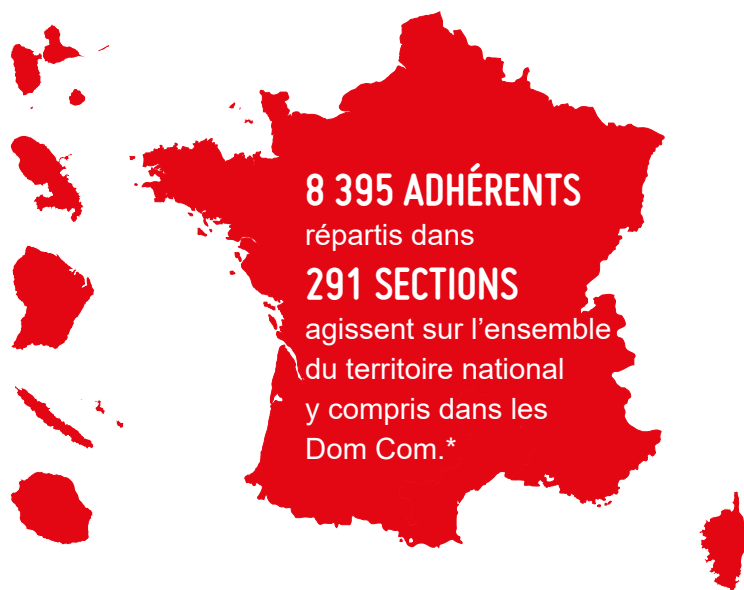 8 395 ADHÉRENTS
répartis dans
291 SECTIONS
agissent sur l’ensemble
du territoire national
y compris dans les
Dom Com.*